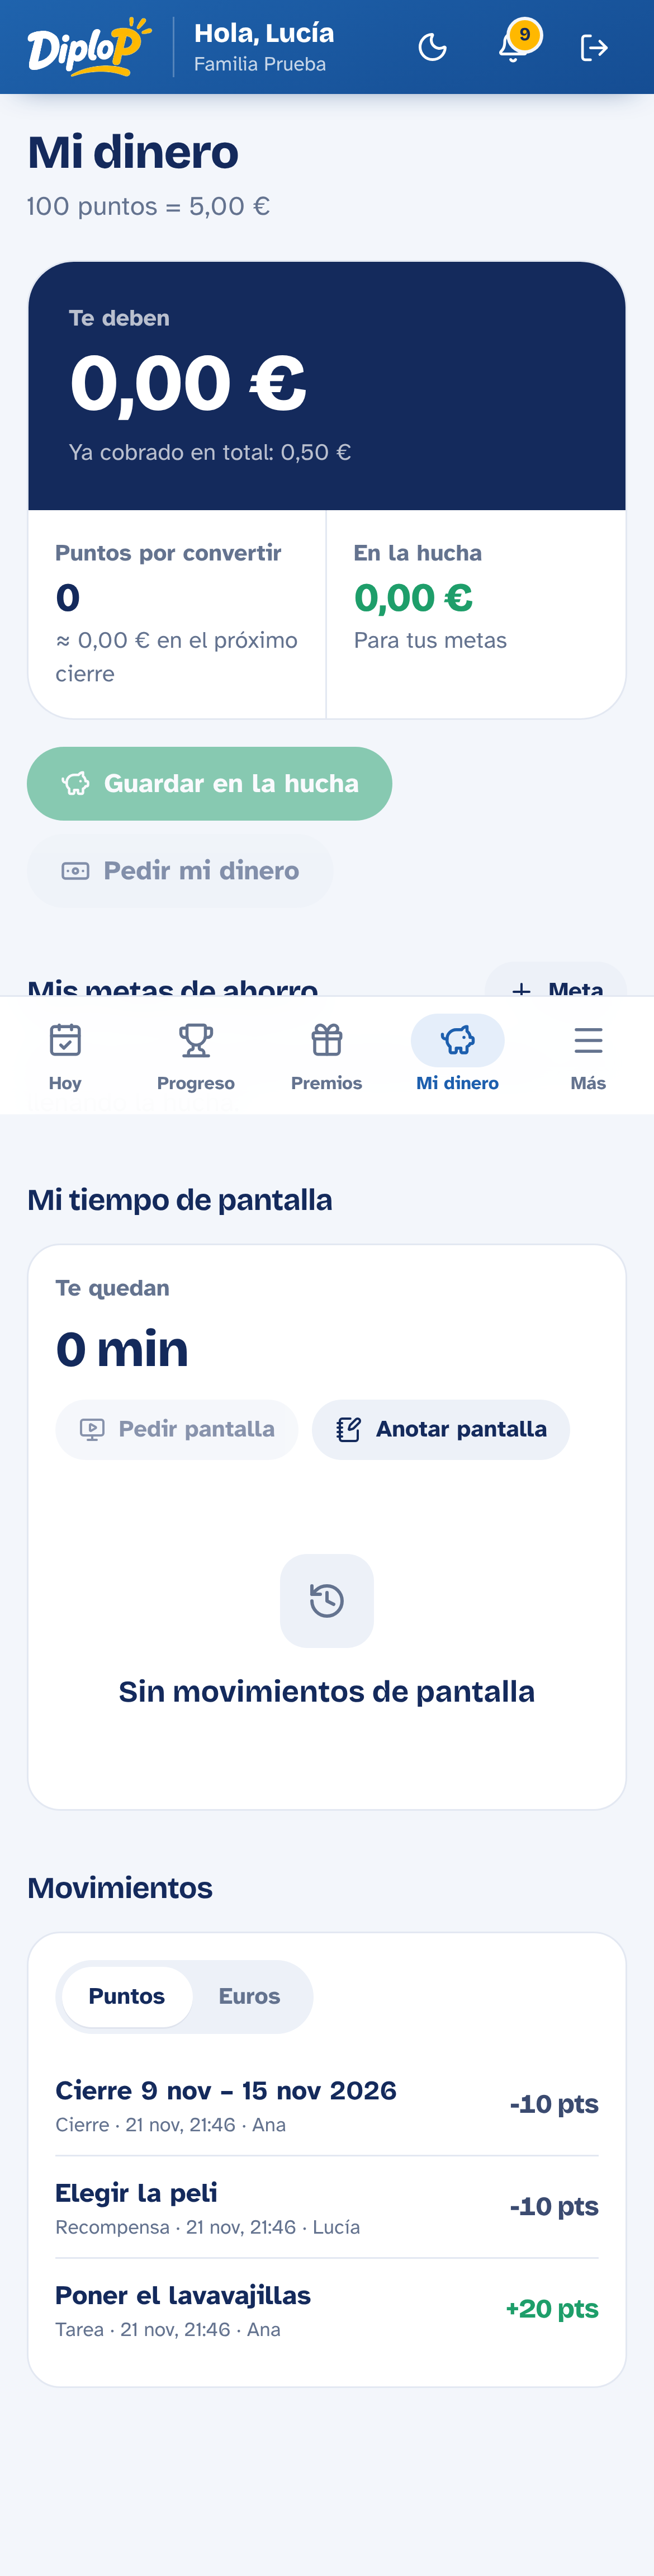 DiploP
Hola, Lucía
Familia Prueba
9
Mi dinero
100 puntos = 5,00 €
Te deben
0,00 €
Ya cobrado en total: 0,50 €
Puntos por convertir
0
≈ 0,00 € en el próximo
cierre
En la hucha
0,00 €
Para tus metas
Guardar en la hucha
Pedir mi dinero
Mis metas de ahorro
+ Meta
Hoy
Progreso
Premios
Mi dinero
Más
Mi tiempo de pantalla
Te quedan
0 min
Pedir pantalla
Anotar pantalla
Sin movimientos de pantalla
Movimientos
Puntos
Euros
Cierre 9 nov – 15 nov 2026
Cierre · 21 nov, 21:46 · Ana
-10 pts
Elegir la peli
Recompensa · 21 nov, 21:46 · Lucía
-10 pts
Poner el lavavajillas
Tarea · 21 nov, 21:46 · Ana
+20 pts